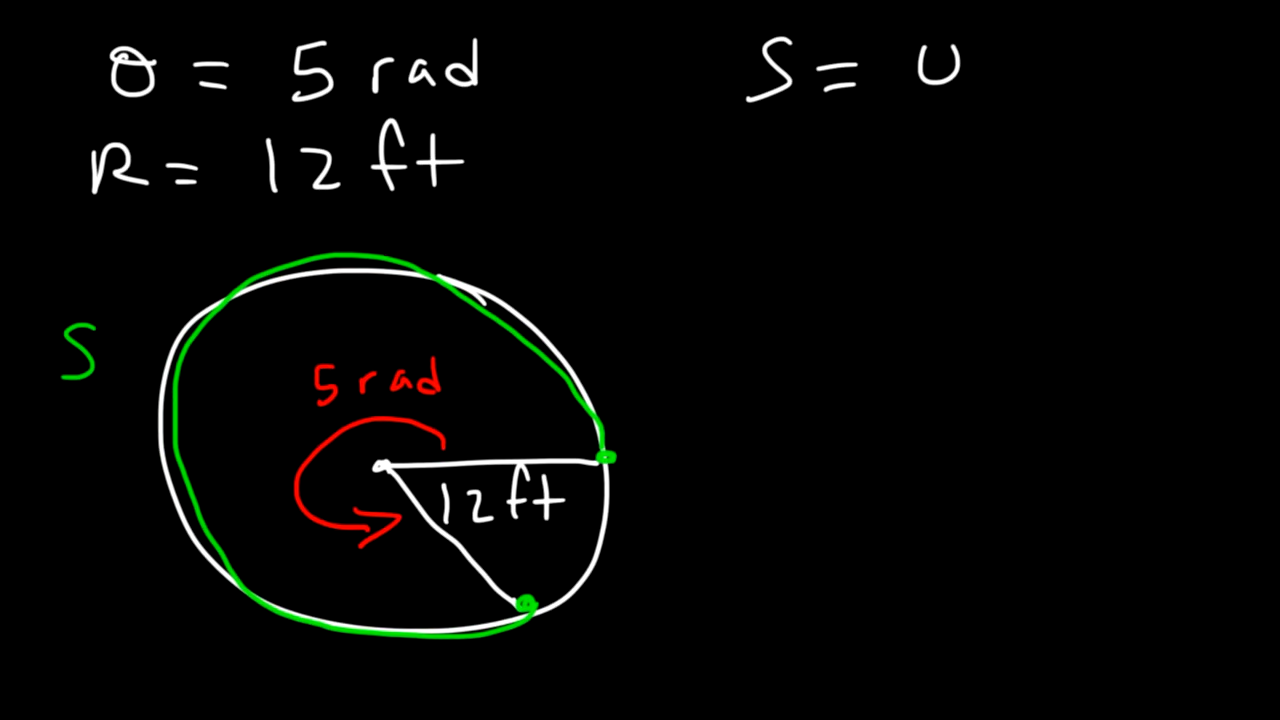 θ = 5 rad
S = U
R = 12 ft
S
5 rad
12 ft